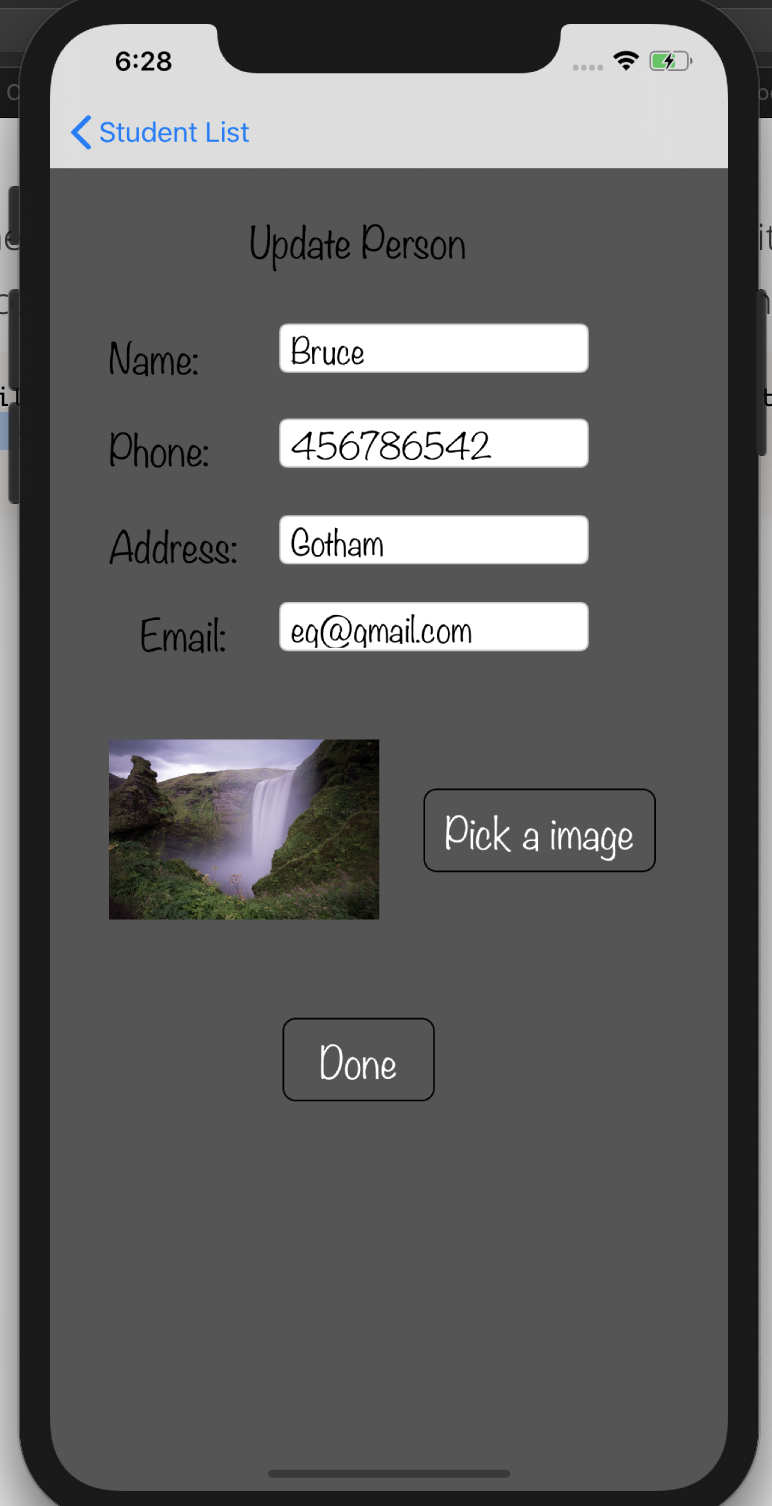 6:28
Student List
Update Person
Name: Bruce
Phone: 456786542
Address: Gotham
Email: eq@gmail.com
Pick a image
Done